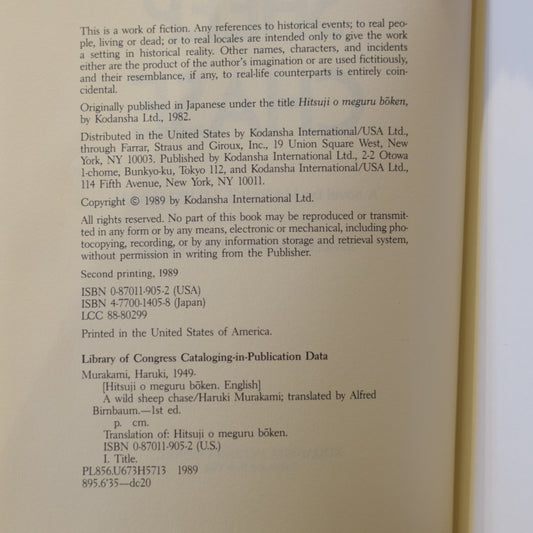 This is a work of fiction. Any references to historical events; to real peo-
ple, living or dead; or to real locales are intended only to give the work
a setting in historical reality. Other names, characters, and incidents
either are the product of the author's imagination or are used fictitiously,
and their resemblance, if any, to real-life counterparts is entirely coin-
cidental.
Originally published in Japanese under the title Hitsuji o meguru bōken,
by Kodansha Ltd., 1982.
Distributed in the United States by Kodansha International/USA Ltd.,
through Farrar, Straus and Giroux, Inc., 19 Union Square West, New
York, NY 10003. Published by Kodansha International Ltd., 2-2 Otowa
1-chome, Bunkyo-ku, Tokyo 112, and Kodansha International/USA Ltd.,
114 Fifth Avenue, New York, NY 10011.
Copyright © 1989 by Kodansha International Ltd.
All rights reserved. No part of this book may be reproduced or transmit-
ted in any form or by any means, electronic or mechanical, including pho-
tocopying, recording, or by any information storage and retrieval system,
without permission in writing from the Publisher.
Second printing, 1989
ISBN 0-87011-905-2 (USA)
ISBN 4-7700-1405-8 (Japan)
LCC 88-80299
Printed in the United States of America.
Library of Congress Cataloging-in-Publication Data
Murakami, Haruki, 1949-
[Hitsuji o meguru bōken. English]
A wild sheep chase/Haruki Murakami; translated by Alfred
Birnbaum.—1st ed.
p. cm.
Translation of: Hitsuji o meguru bōken.
ISBN 0-87011-905-2 (U.S.)
I. Title.
PL856.U673H5713 1989
895.6'35—dc20